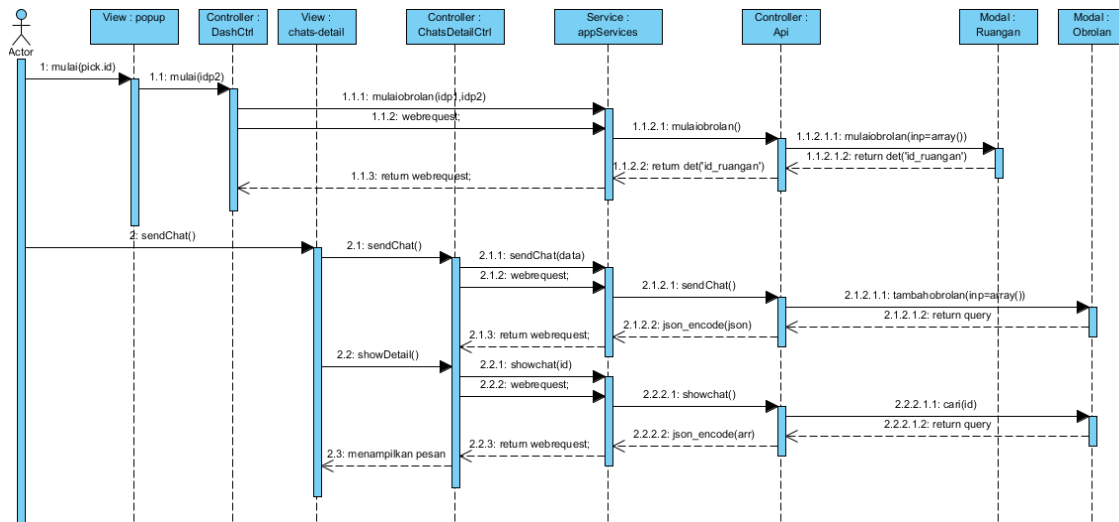 View : popup
Controller :
DashCtrl
View :
chats-detail
Controller :
ChatsDetailCtrl
Service :
appServices
Controller :
Api
Modal :
Ruangan
Modal :
Obrolan
Actor
1: mulai(pick.id)
1.1: mulai(idp2)
1.1.1: mulaiobrolan(idp1,idp2)
1.1.2: webrequest;
1.1.2.1: mulaiobrolan()
1.1.2.1.1: mulaiobrolan(inp=array())
1.1.2.1.2: return det('id_ruangan')
1.1.2.2: return det('id_ruangan')
1.1.3: return webrequest;
2: sendChat()
2.1: sendChat()
2.1.1: sendChat(data)
2.1.2: webrequest;
2.1.2.1: sendChat()
2.1.2.1.1: tambahobrolan(inp=array())
2.1.2.1.2: return query
2.1.2.2: json_encode(json)
2.1.3: return webrequest;
2.2: showDetail()
2.2.1: showchat(id)
2.2.2: webrequest;
2.2.2.1: showchat()
2.2.2.1.1: cari(id)
2.2.2.1.2: return query
2.2.2.2: json_encode(arr)
2.2.3: return webrequest;
2.3: menampilkan pesan